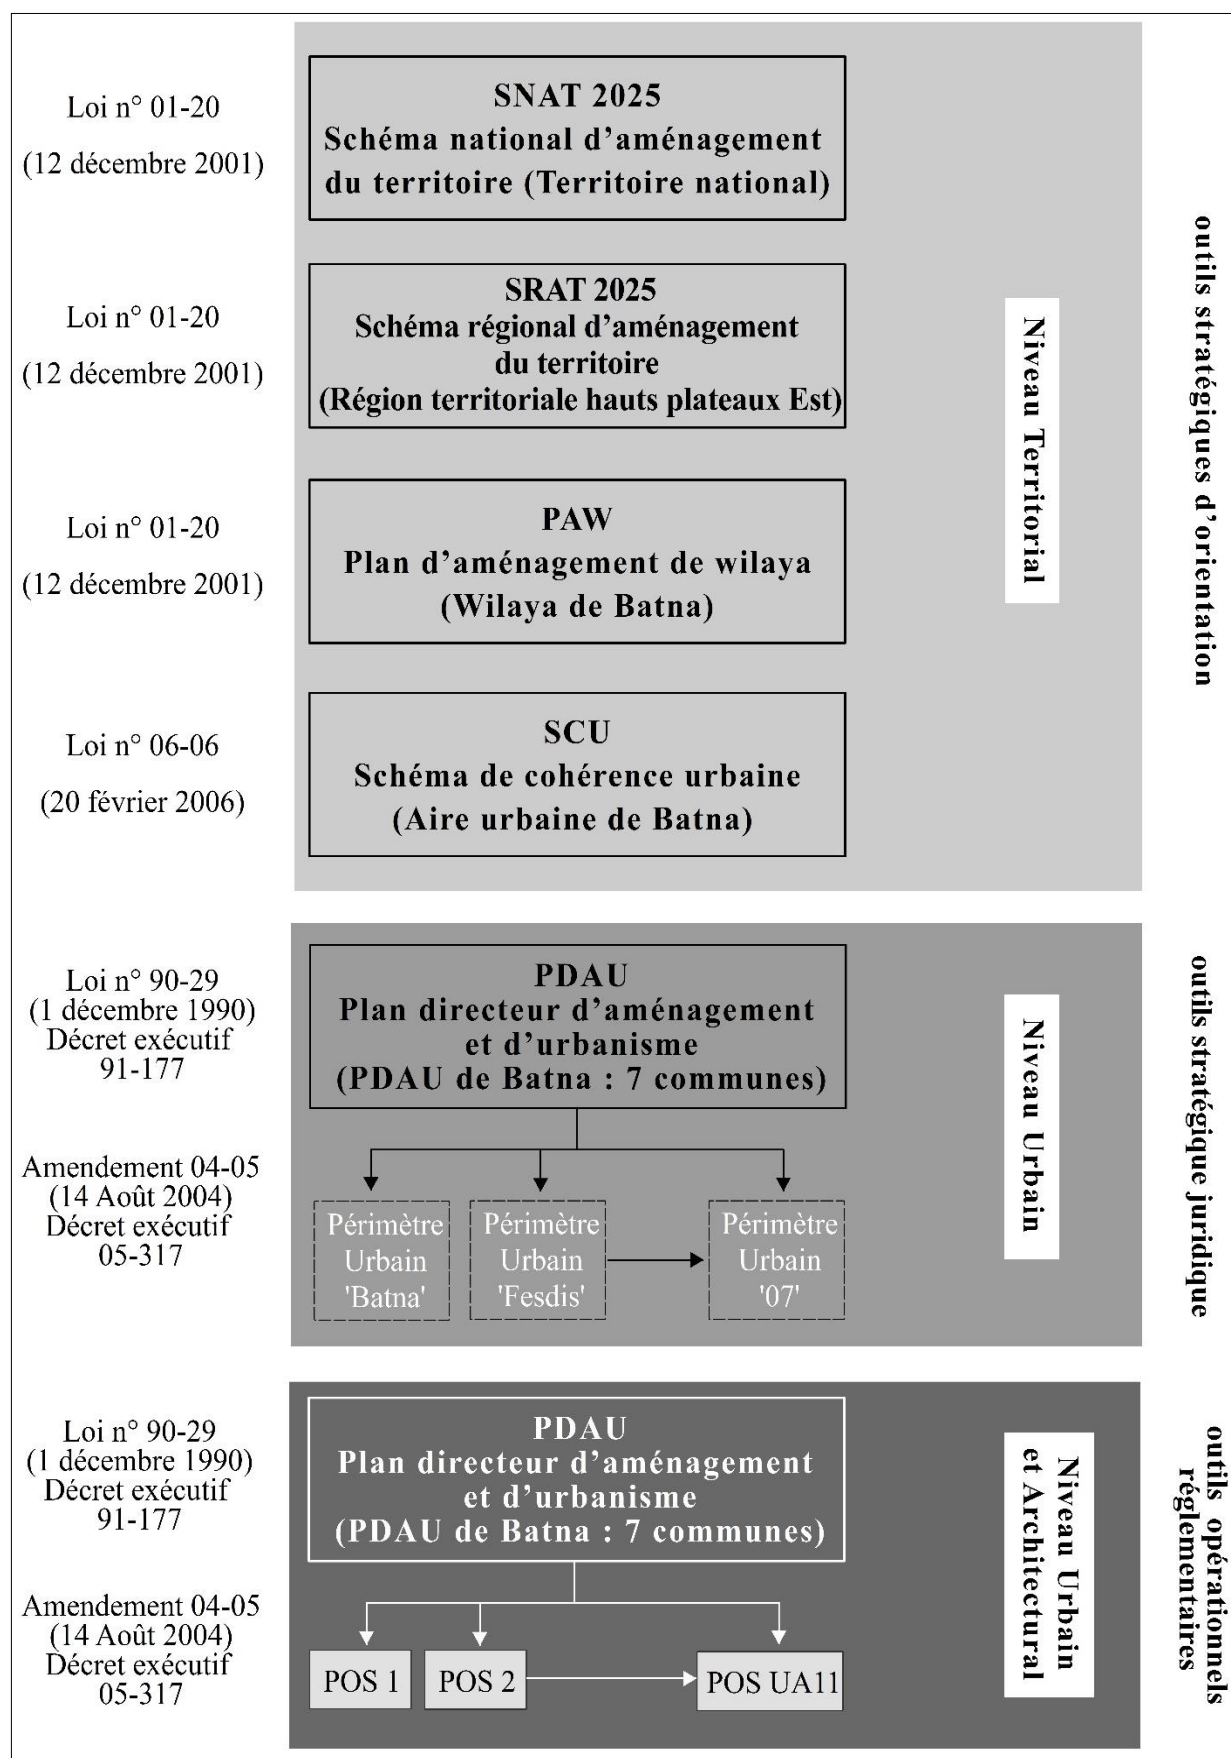 Loi n° 01-20
(12 décembre 2001)
SNAT 2025
Schéma national d'aménagement
du territoire (Territoire national)
Loi n° 01-20
(12 décembre 2001)
SRAT 2025
Schéma régional d'aménagement
du territoire
(Région territoriale hauts plateaux Est)
Loi n° 01-20
(12 décembre 2001)
PAW
Plan d'aménagement de wilaya
(Wilaya de Batna)
Loi n° 06-06
(20 février 2006)
SCU
Schéma de cohérence urbaine
(Aire urbaine de Batna)
Niveau Territorial
outils stratégiques d'orientation
Loi n° 90-29
(1 décembre 1990)
Décret exécutif
91-177
PDAU
Plan directeur d'aménagement
et d'urbanisme
(PDAU de Batna : 7 communes)
Amendement 04-05
(14 Août 2004)
Décret exécutif
05-317
Périmètre
Urbain
'Batna'
Périmètre
Urbain
'Fesdis'
Périmètre
Urbain
'07'
Niveau Urbain
outils stratégique juridique
Loi n° 90-29
(1 décembre 1990)
Décret exécutif
91-177
PDAU
Plan directeur d'aménagement
et d'urbanisme
(PDAU de Batna : 7 communes)
Amendement 04-05
(14 Août 2004)
Décret exécutif
05-317
POS 1
POS 2
POS UA11
Niveau Urbain
et Architectural
outils opérationnels
réglementaires